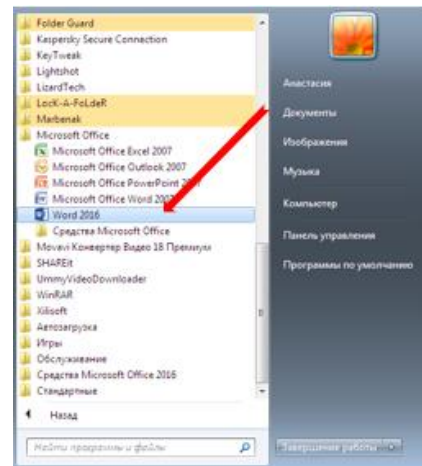 Folder Guard
Kaspersky Secure Connection
KeyTweak
Lightshot
LizardTech
LocK-A-FoLdeR
Marbenak
Microsoft Office
Microsoft Office Excel 2007
Microsoft Office Outlook 2007
Microsoft Office PowerPoint 2007
Microsoft Office Word 2007
Word 2016
Средства Microsoft Office
Movavi Конвертер Видео 18 Премиум
SHAREit
UmmyVideoDownloader
WinRAR
Xilisoft
Автозагрузка
Игры
Обслуживание
Средства Microsoft Office 2016
Стандартные
Назад
Найти программы и файлы
Анастасия
Документы
Изображения
Музыка
Компьютер
Панель управления
Программы по умолчанию
Завершение работы